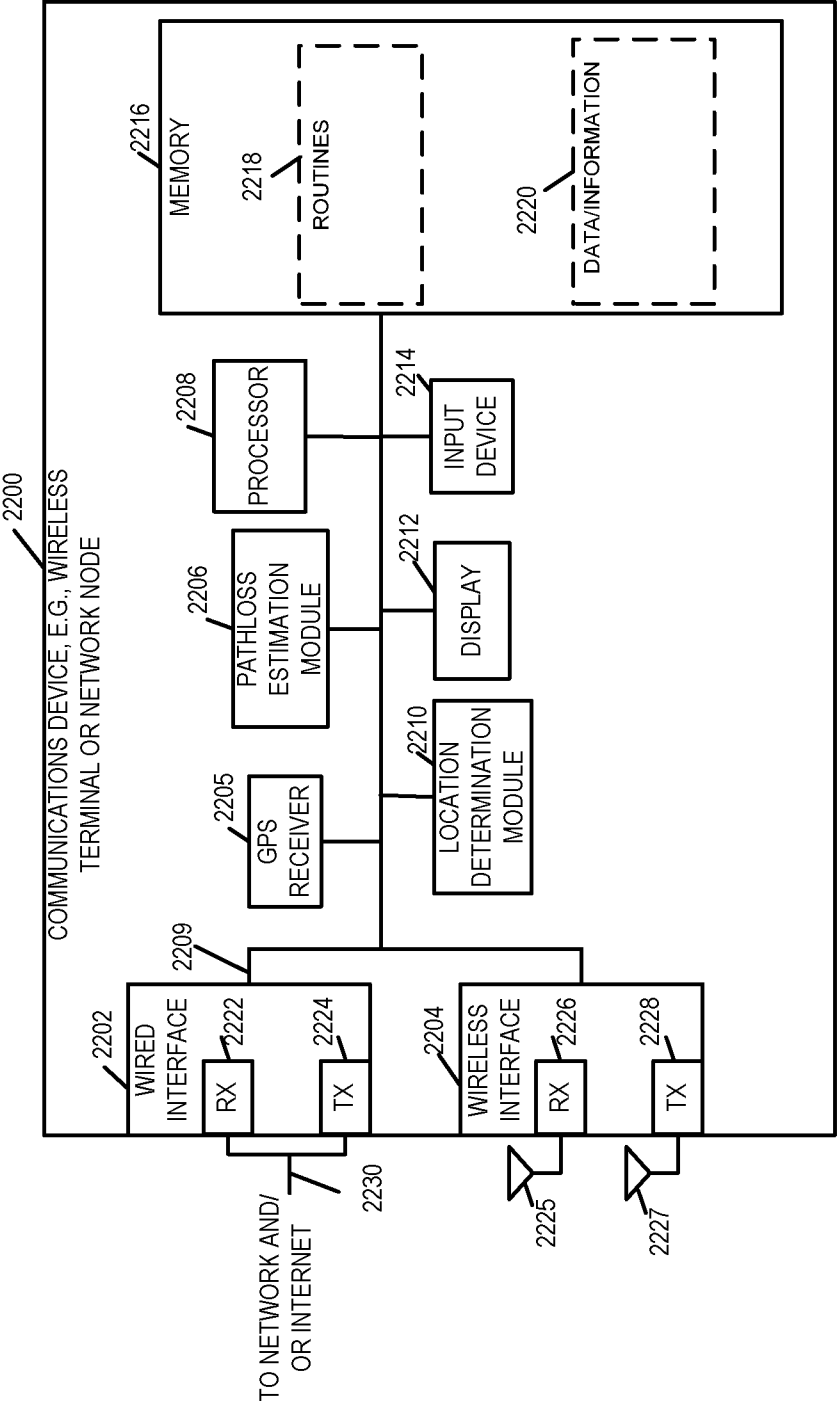 2200
COMMUNICATIONS DEVICE, E.G., WIRELESS
TERMINAL OR NETWORK NODE
2202
WIRED
INTERFACE
RX
2222
TX
2224
TO NETWORK AND/
OR INTERNET
2230
2209
2204
WIRELESS
INTERFACE
RX
2226
TX
2228
2225
2227
2205
GPS
RECEIVER
2206
PATHLOSS
ESTIMATION
MODULE
2208
PROCESSOR
2210
LOCATION
DETERMINATION
MODULE
2212
DISPLAY
2214
INPUT
DEVICE
2216
MEMORY
2218
ROUTINES
2220
DATA/INFORMATION